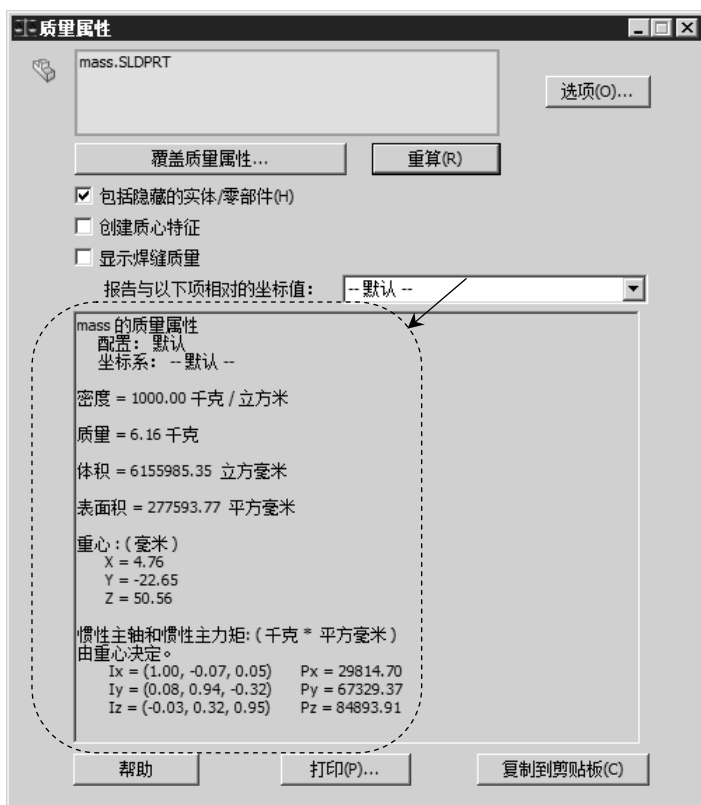 质量属性
mass.SLDPRT
选项(O)...
覆盖质量属性...
重算(R)
包括隐藏的实体/零部件(H)
创建质心特征
显示焊缝质量
报告与以下项相对的坐标值:
-- 默认 --
mass 的质量属性
配置: 默认
坐标系: -- 默认 --
密度 = 1000.00 千克 / 立方米
质量 = 6.16 千克
体积 = 6155985.35 立方毫米
表面积 = 277593.77 平方毫米
重心 : ( 毫米 )
X = 4.76
Y = -22.65
Z = 50.56
惯性主轴和惯性主力矩: ( 千克 * 平方毫米 )
由重心决定。
Ix = (1.00, -0.07, 0.05) Px = 29814.70
Iy = (0.08, 0.94, -0.32) Py = 67329.37
Iz = (-0.03, 0.32, 0.95) Pz = 84893.91
帮助
打印(P)...
复制到剪贴板(C)